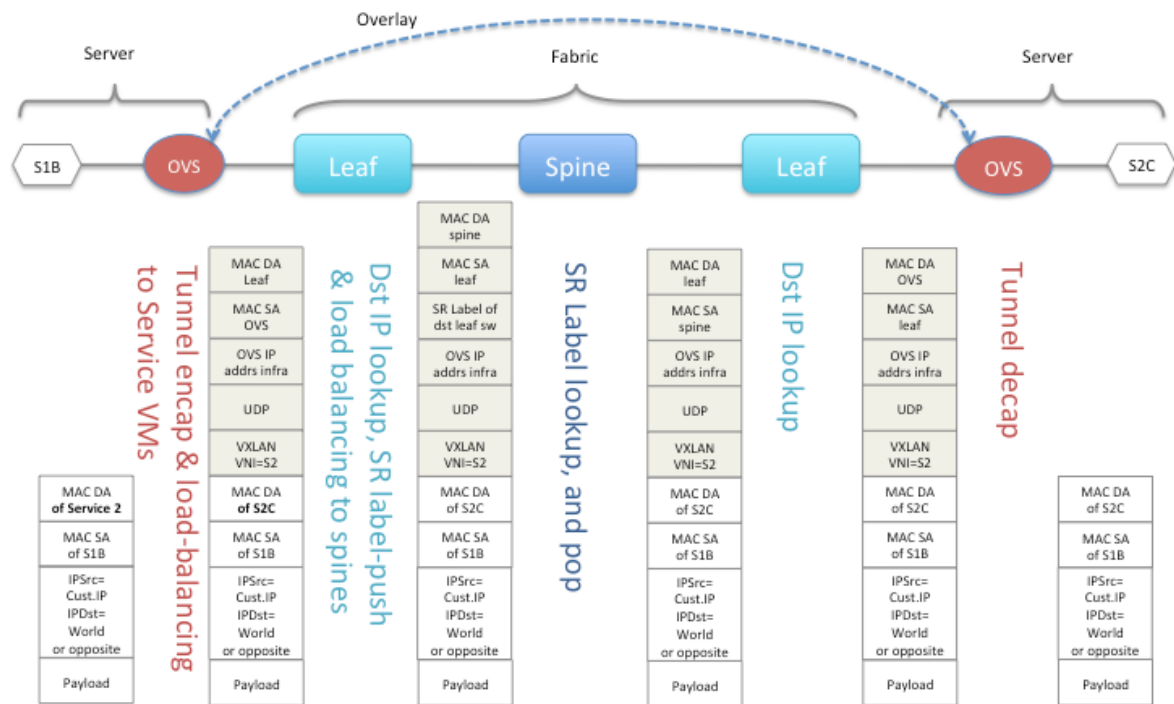 Overlay
Server
Fabric
Server
S1B
OVS
Leaf
Spine
Leaf
OVS
S2C
Tunnel encap & load-balancing
to Service VMs
Dst IP lookup, SR label-push
& load balancing to spines
SR Label lookup, and pop
Dst IP lookup
Tunnel decap
MAC DA
of Service 2
MAC SA
of S1B
IPSrc=
Cust.IP
IPDst=
World
or opposite
Payload
MAC DA
Leaf
MAC SA
OVS
OVS IP
addrs infra
UDP
VXLAN
VNI=S2
MAC DA
of S2C
MAC SA
of S1B
IPSrc=
Cust.IP
IPDst=
World
or opposite
Payload
MAC DA
spine
MAC SA
leaf
SR Label of
dst leaf sw
OVS IP
addrs infra
UDP
VXLAN
VNI=S2
MAC DA
of S2C
MAC SA
of S1B
IPSrc=
Cust.IP
IPDst=
World
or opposite
Payload
MAC DA
leaf
MAC SA
spine
OVS IP
addrs infra
UDP
VXLAN
VNI=S2
MAC DA
of S2C
MAC SA
of S1B
IPSrc=
Cust.IP
IPDst=
World
or opposite
Payload
MAC DA
OVS
MAC SA
leaf
OVS IP
addrs infra
UDP
VXLAN
VNI=S2
MAC DA
of S2C
MAC SA
of S1B
IPSrc=
Cust.IP
IPDst=
World
or opposite
Payload
MAC DA
of S2C
MAC SA
of S1B
IPSrc=
Cust.IP
IPDst=
World
or opposite
Payload